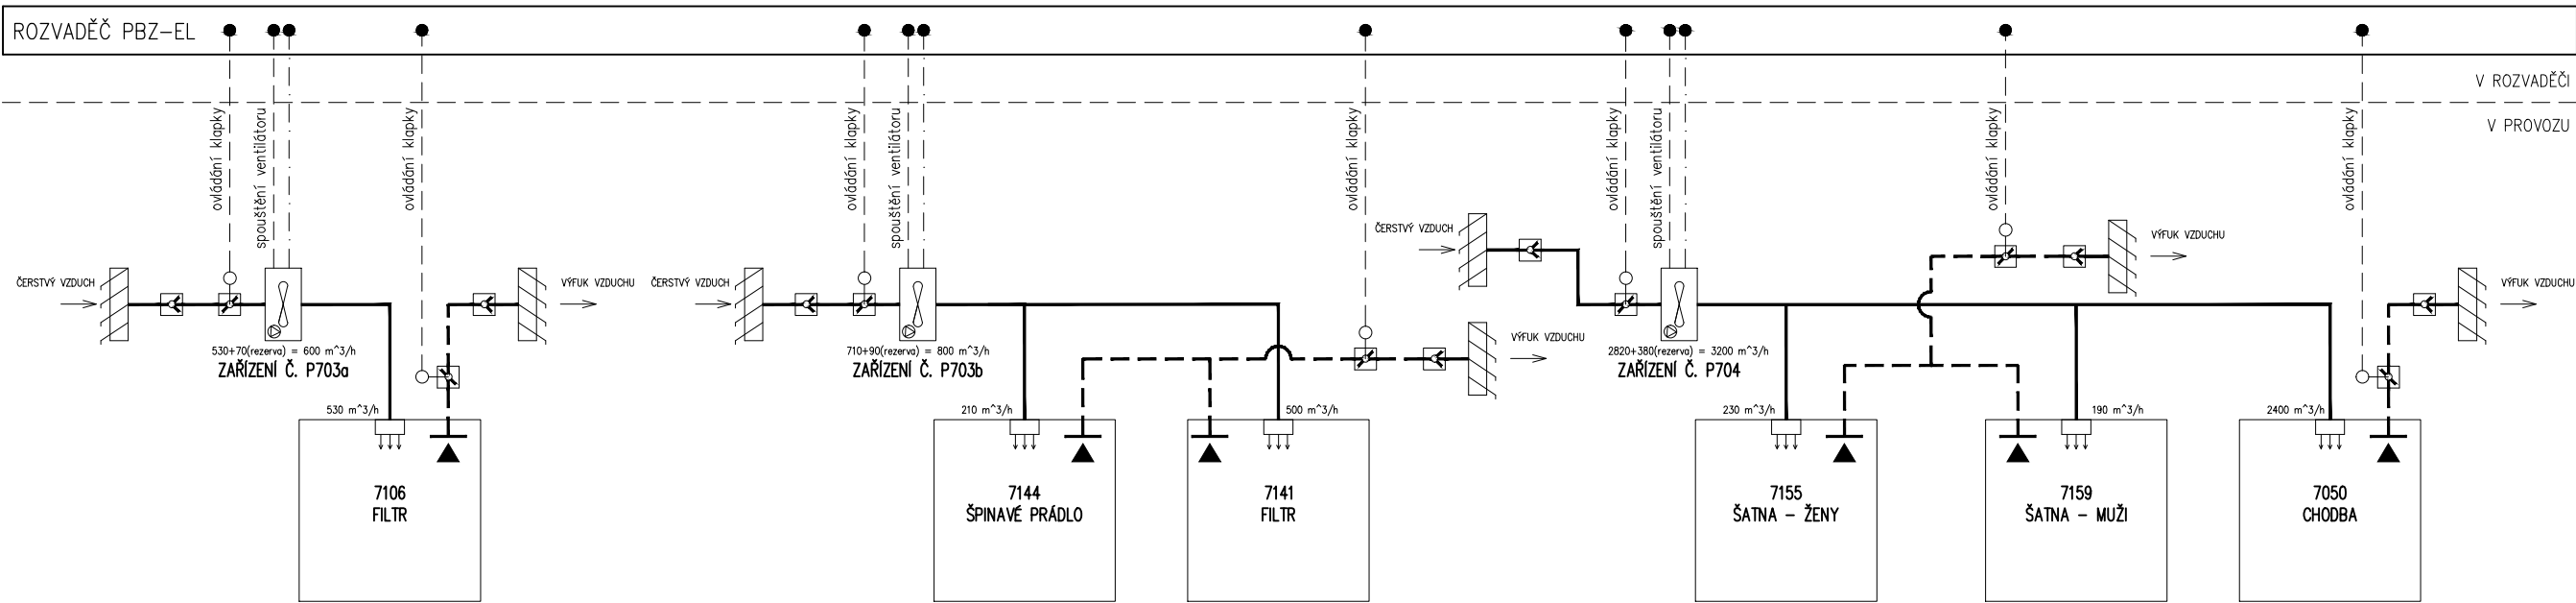 ROZVADĚČ PBZ-EL
V ROZVADĚČI
V PROVOZU
ovládání klapky
spouštění ventilátoru
ovládání klapky
ovládání klapky
spouštění ventilátoru
ovládání klapky
ovládání klapky
spouštění ventilátoru
ovládání klapky
ovládání klapky
ČERSTVÝ VZDUCH
VÝFUK VZDUCHU
530+70(rezerva) = 600 m^3/h
ZAŘÍZENÍ Č. P703a
530 m^3/h
7106
FILTR
ČERSTVÝ VZDUCH
VÝFUK VZDUCHU
710+90(rezerva) = 800 m^3/h
ZAŘÍZENÍ Č. P703b
210 m^3/h
500 m^3/h
7144
ŠPINAVÉ PRÁDLO
7141
FILTR
ČERSTVÝ VZDUCH
VÝFUK VZDUCHU
VÝFUK VZDUCHU
2820+380(rezerva) = 3200 m^3/h
ZAŘÍZENÍ Č. P704
230 m^3/h
190 m^3/h
2400 m^3/h
7155
ŠATNA - ŽENY
7159
ŠATNA - MUŽI
7050
CHODBA